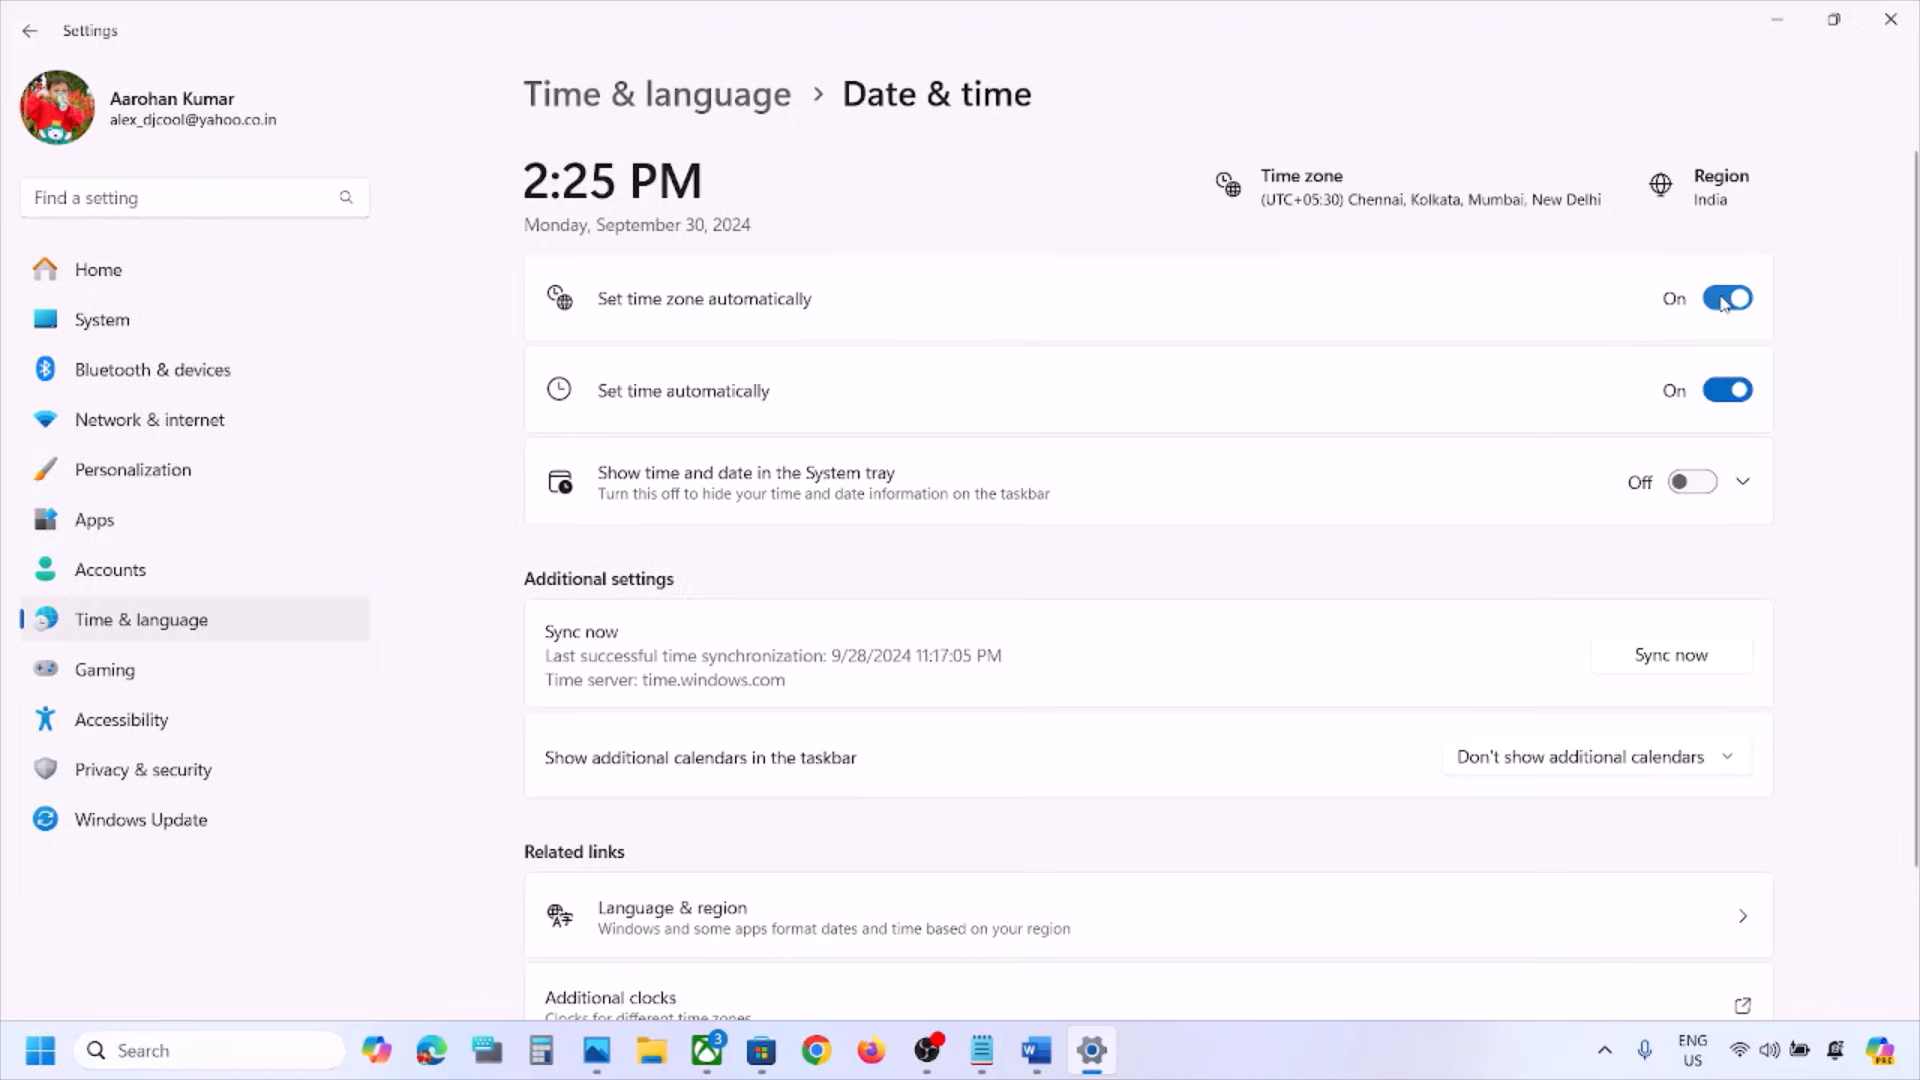 Settings
Aarohan Kumar
alex_djcool@yahoo.co.in
Find a setting
Home
System
Bluetooth & devices
Network & internet
Personalization
Apps
Accounts
Time & language
Gaming
Accessibility
Privacy & security
Windows Update
Time & language > Date & time
2:25 PM
Monday, September 30, 2024
Time zone
(UTC+05:30) Chennai, Kolkata, Mumbai, New Delhi
Region
India
Set time zone automatically
On
Set time automatically
On
Show time and date in the System tray
Turn this off to hide your time and date information on the taskbar
Off
Additional settings
Sync now
Last successful time synchronization: 9/28/2024 11:17:05 PM
Time server: time.windows.com
Sync now
Show additional calendars in the taskbar
Don't show additional calendars
Related links
Language & region
Windows and some apps format dates and time based on your region
Additional clocks
Clocks for different time zones
Search
3
ENG
US
PRE